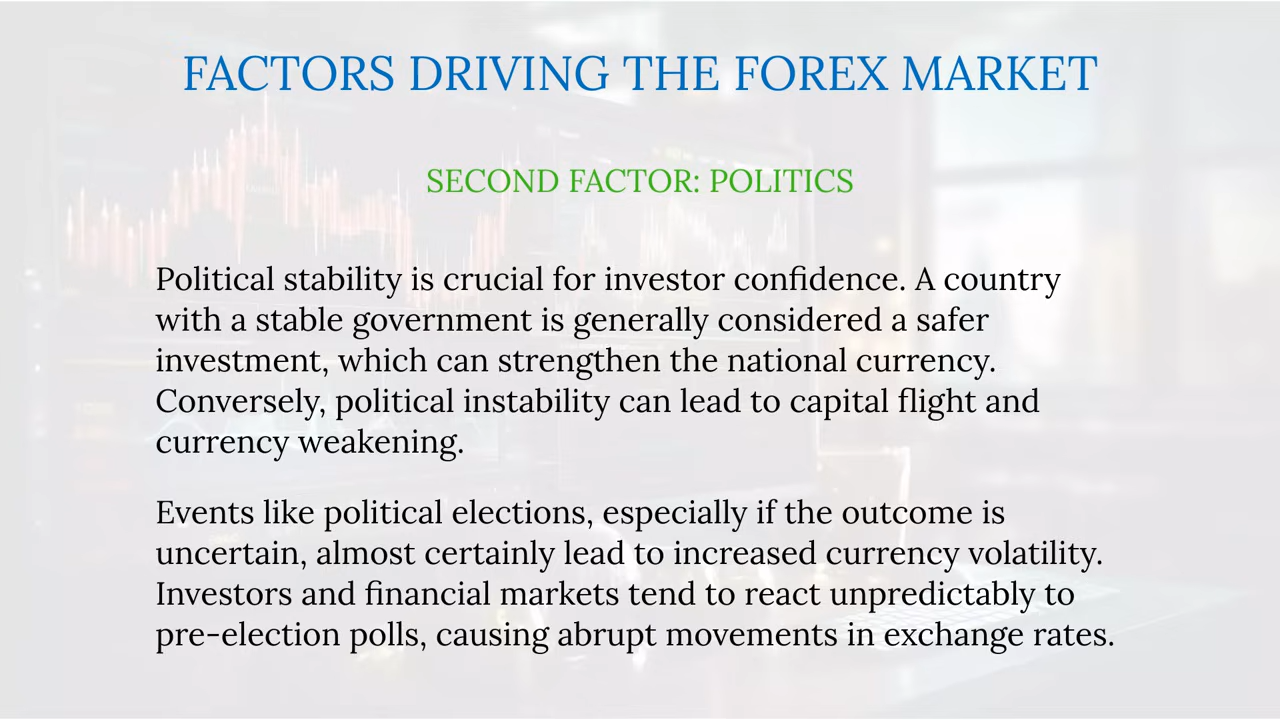 FACTORS DRIVING THE FOREX MARKET
SECOND FACTOR: POLITICS
Political stability is crucial for investor confidence. A country
with a stable government is generally considered a safer
investment, which can strengthen the national currency.
Conversely, political instability can lead to capital flight and
currency weakening.
Events like political elections, especially if the outcome is
uncertain, almost certainly lead to increased currency volatility.
Investors and financial markets tend to react unpredictably to
pre-election polls, causing abrupt movements in exchange rates.